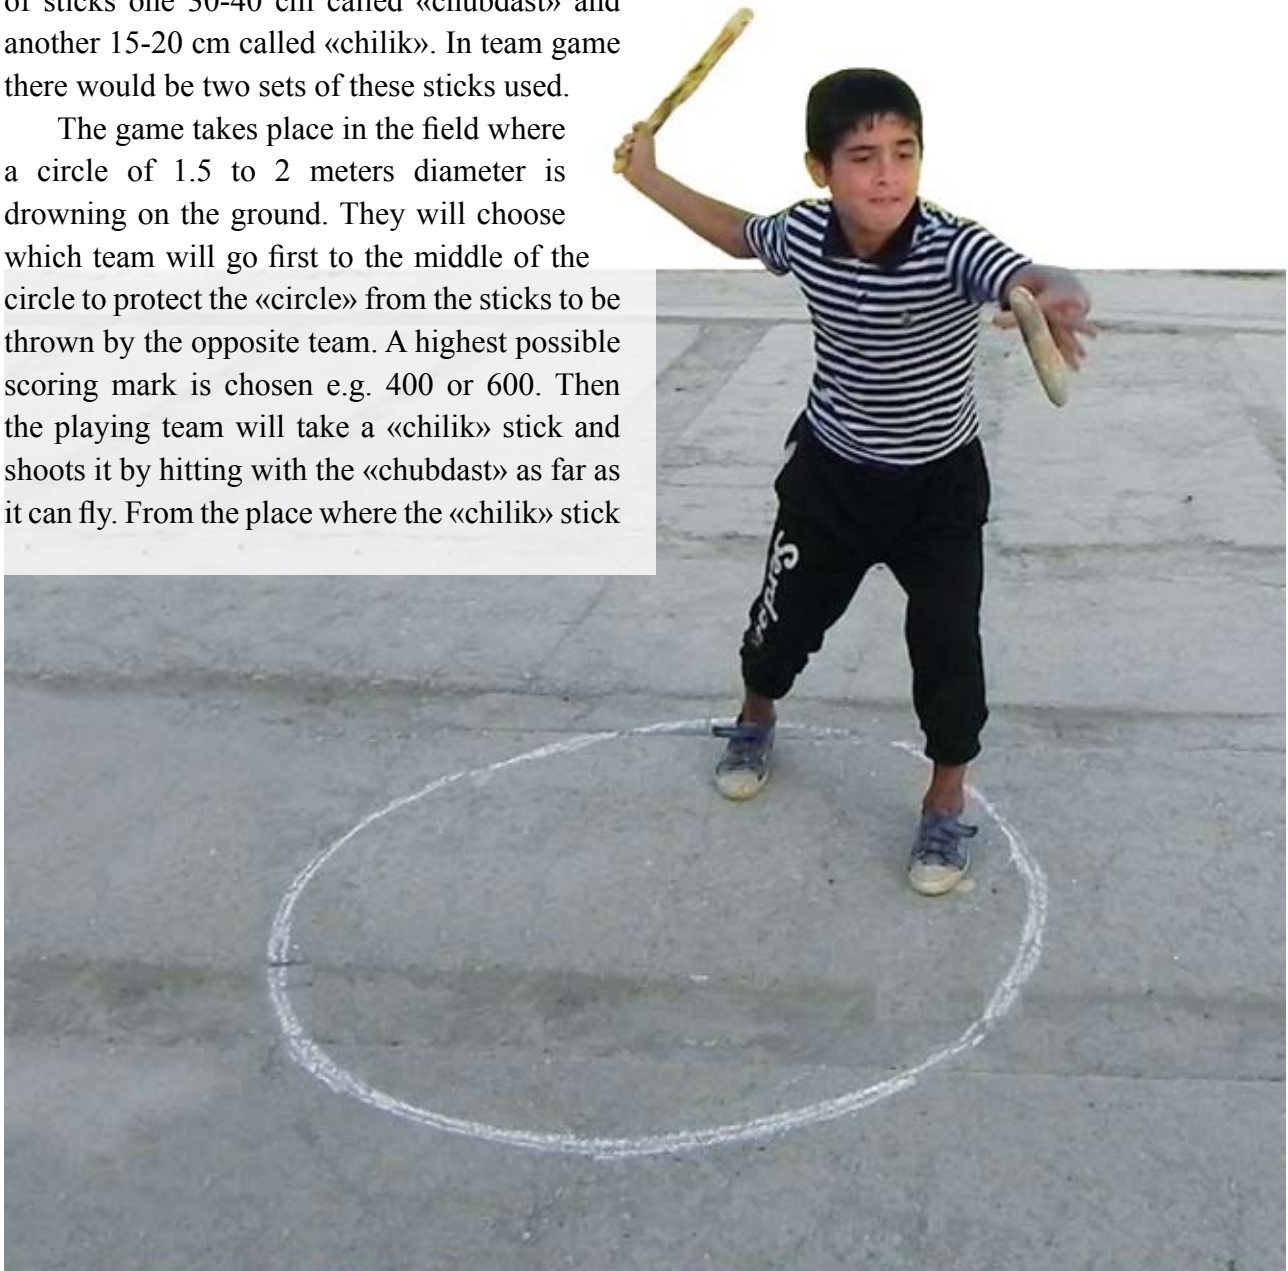 of sticks one 30-40 cm called «chubdast» and
another 15-20 cm called «chilik». In team game
there would be two sets of these sticks used.
The game takes place in the field where
a circle of 1.5 to 2 meters diameter is
drowning on the ground. They will choose
which team will go first to the middle of the
circle to protect the «circle» from the sticks to be
thrown by the opposite team. A highest possible
scoring mark is chosen e.g. 400 or 600. Then
the playing team will take a «chilik» stick and
shoots it by hitting with the «chubdast» as far as
it can fly. From the place where the «chilik» stick